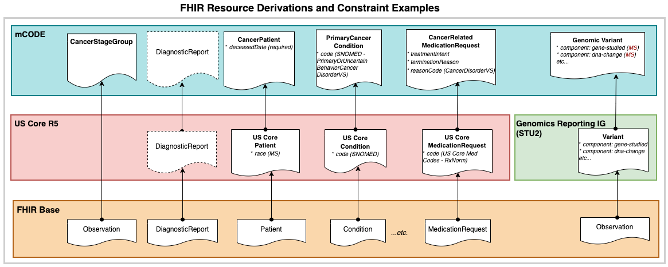 FHIR Resource Derivations and Constraint Examples
mCODE
CancerStageGroup
DiagnosticReport
CancerPatient
* deceasedDate (required)
PrimaryCancer
Condition
* code (SNOMED -
PrimaryOrUncertain
BehaviorCancer
DisorderVS)
CancerRelated
MedicationRequest
* treatmentIntent
* terminationReason
* reasonCode (CancerDisorderVS)
Genomic Variant
* component: gene-studied (MS)
* component: dna-change (MS)
etc...
US Core R5
DiagnosticReport
US Core
Patient
* race (MS)
US Core
Condition
* code (SNOMED)
US Core
MedicationRequest
* code (US Core Med
Codes - RxNorm)
Genomics Reporting IG
(STU2)
Variant
* component: gene-studied
* component: dna-change
etc...
FHIR Base
Observation
DiagnosticReport
Patient
Condition
...etc.
MedicationRequest
Observation